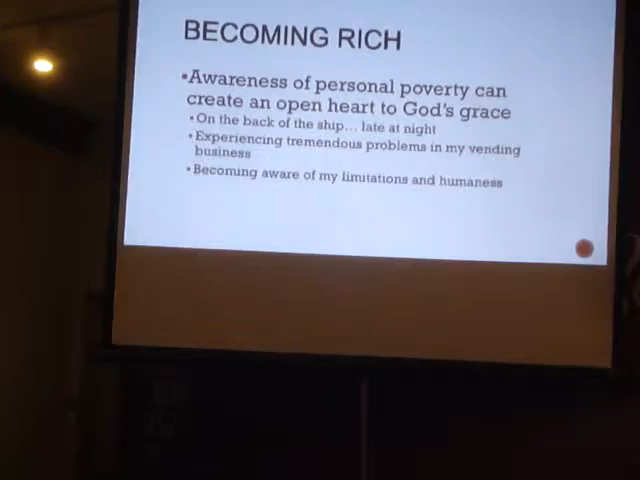 BECOMING RICH
▪Awareness of personal poverty can
create an open heart to God's grace
▪On the back of the ship... late at night
▪Experiencing tremendous problems in my vending
business
▪Becoming aware of my limitations and humaness